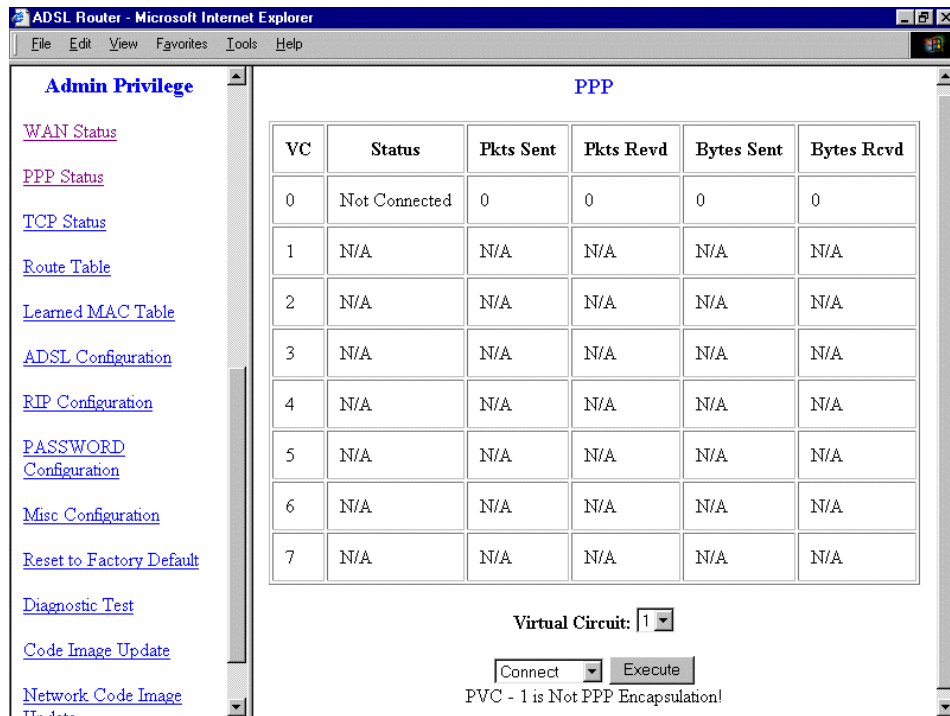 ADSL Router - Microsoft Internet Explorer
File Edit View Favorites Tools Help
Admin Privilege
WAN Status
PPP Status
TCP Status
Route Table
Learned MAC Table
ADSL Configuration
RIP Configuration
PASSWORD
Configuration
Misc Configuration
Reset to Factory Default
Diagnostic Test
Code Image Update
Network Code Image
Update
PPP
VC Status Pkts Sent Pkts Revd Bytes Sent Bytes Rcvd
0 Not Connected 0 0 0 0
1 N/A N/A N/A N/A N/A
2 N/A N/A N/A N/A N/A
3 N/A N/A N/A N/A N/A
4 N/A N/A N/A N/A N/A
5 N/A N/A N/A N/A N/A
6 N/A N/A N/A N/A N/A
7 N/A N/A N/A N/A N/A
Virtual Circuit: 1
Connect Execute
PVC - 1 is Not PPP Encapsulation!